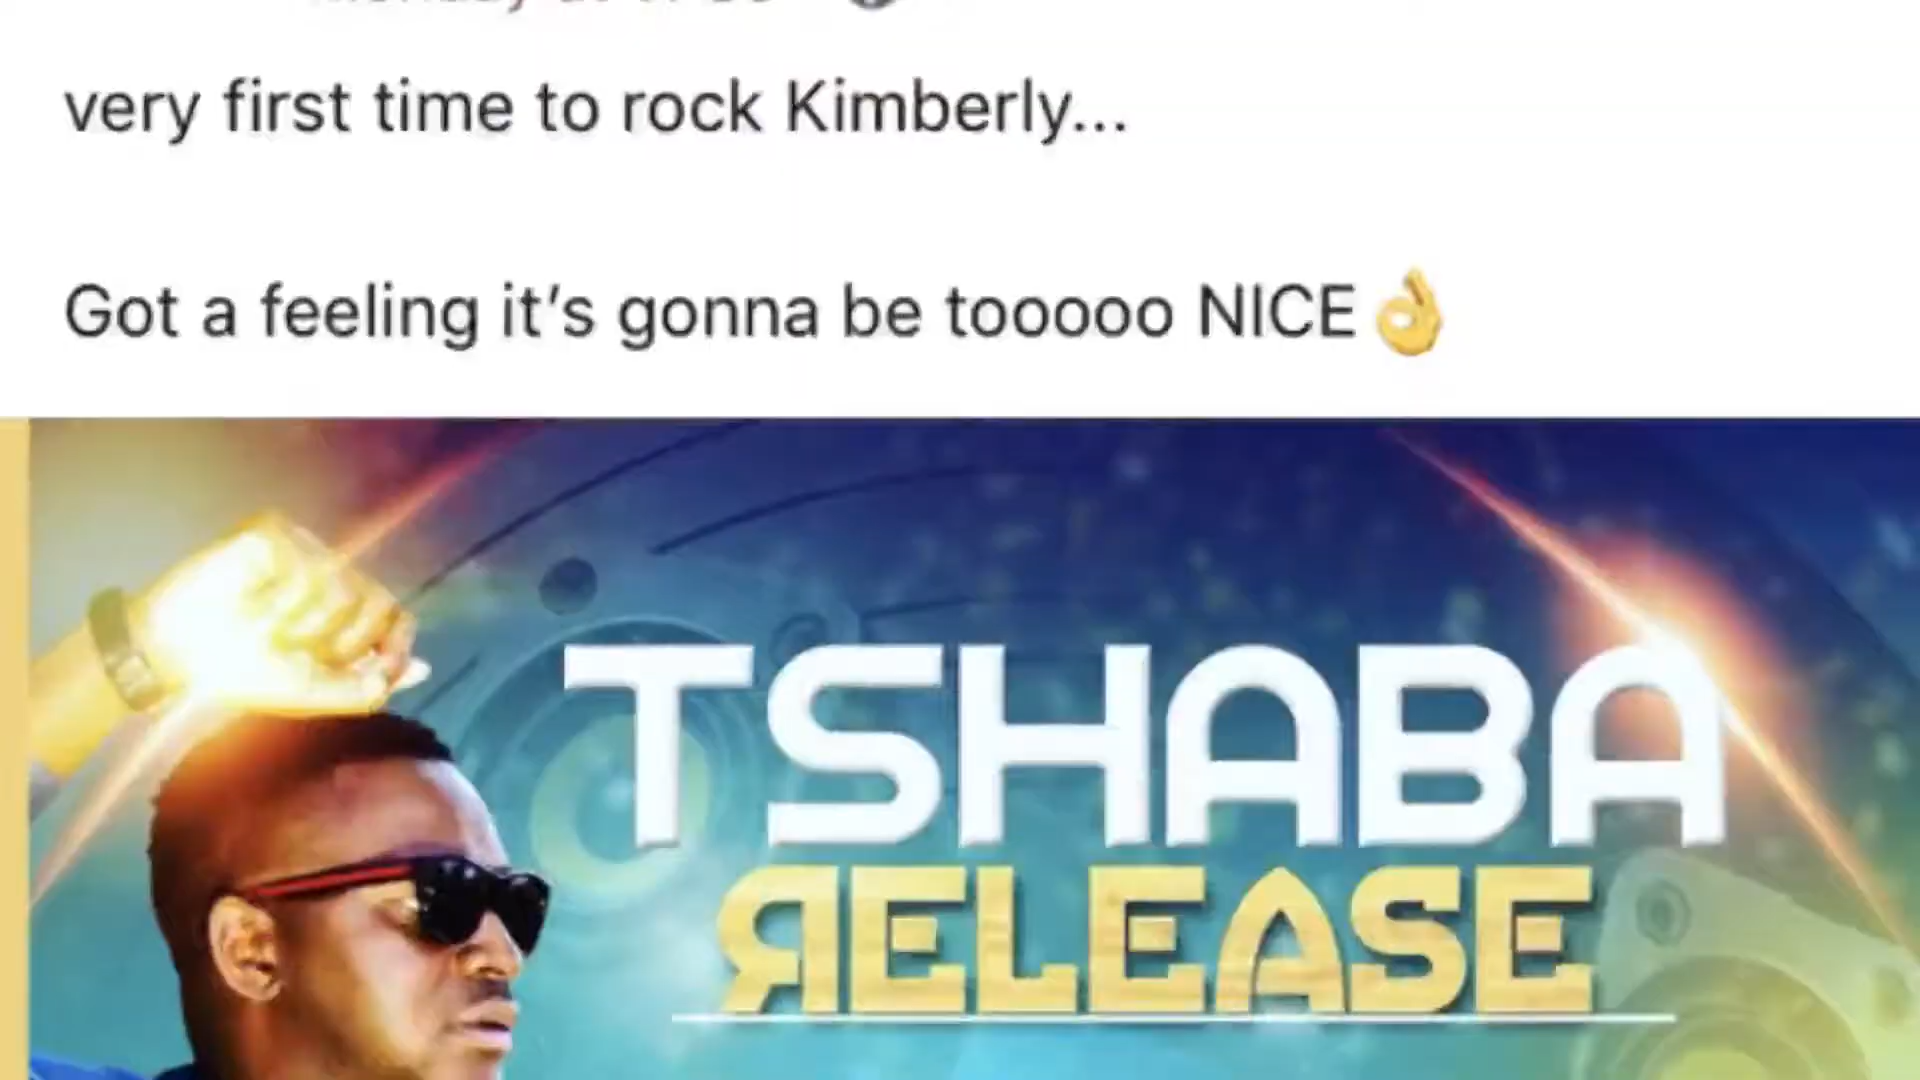 very first time to rock Kimberly...
Got a feeling it's gonna be tooooo NICE👌
TSHABA
RELEASE